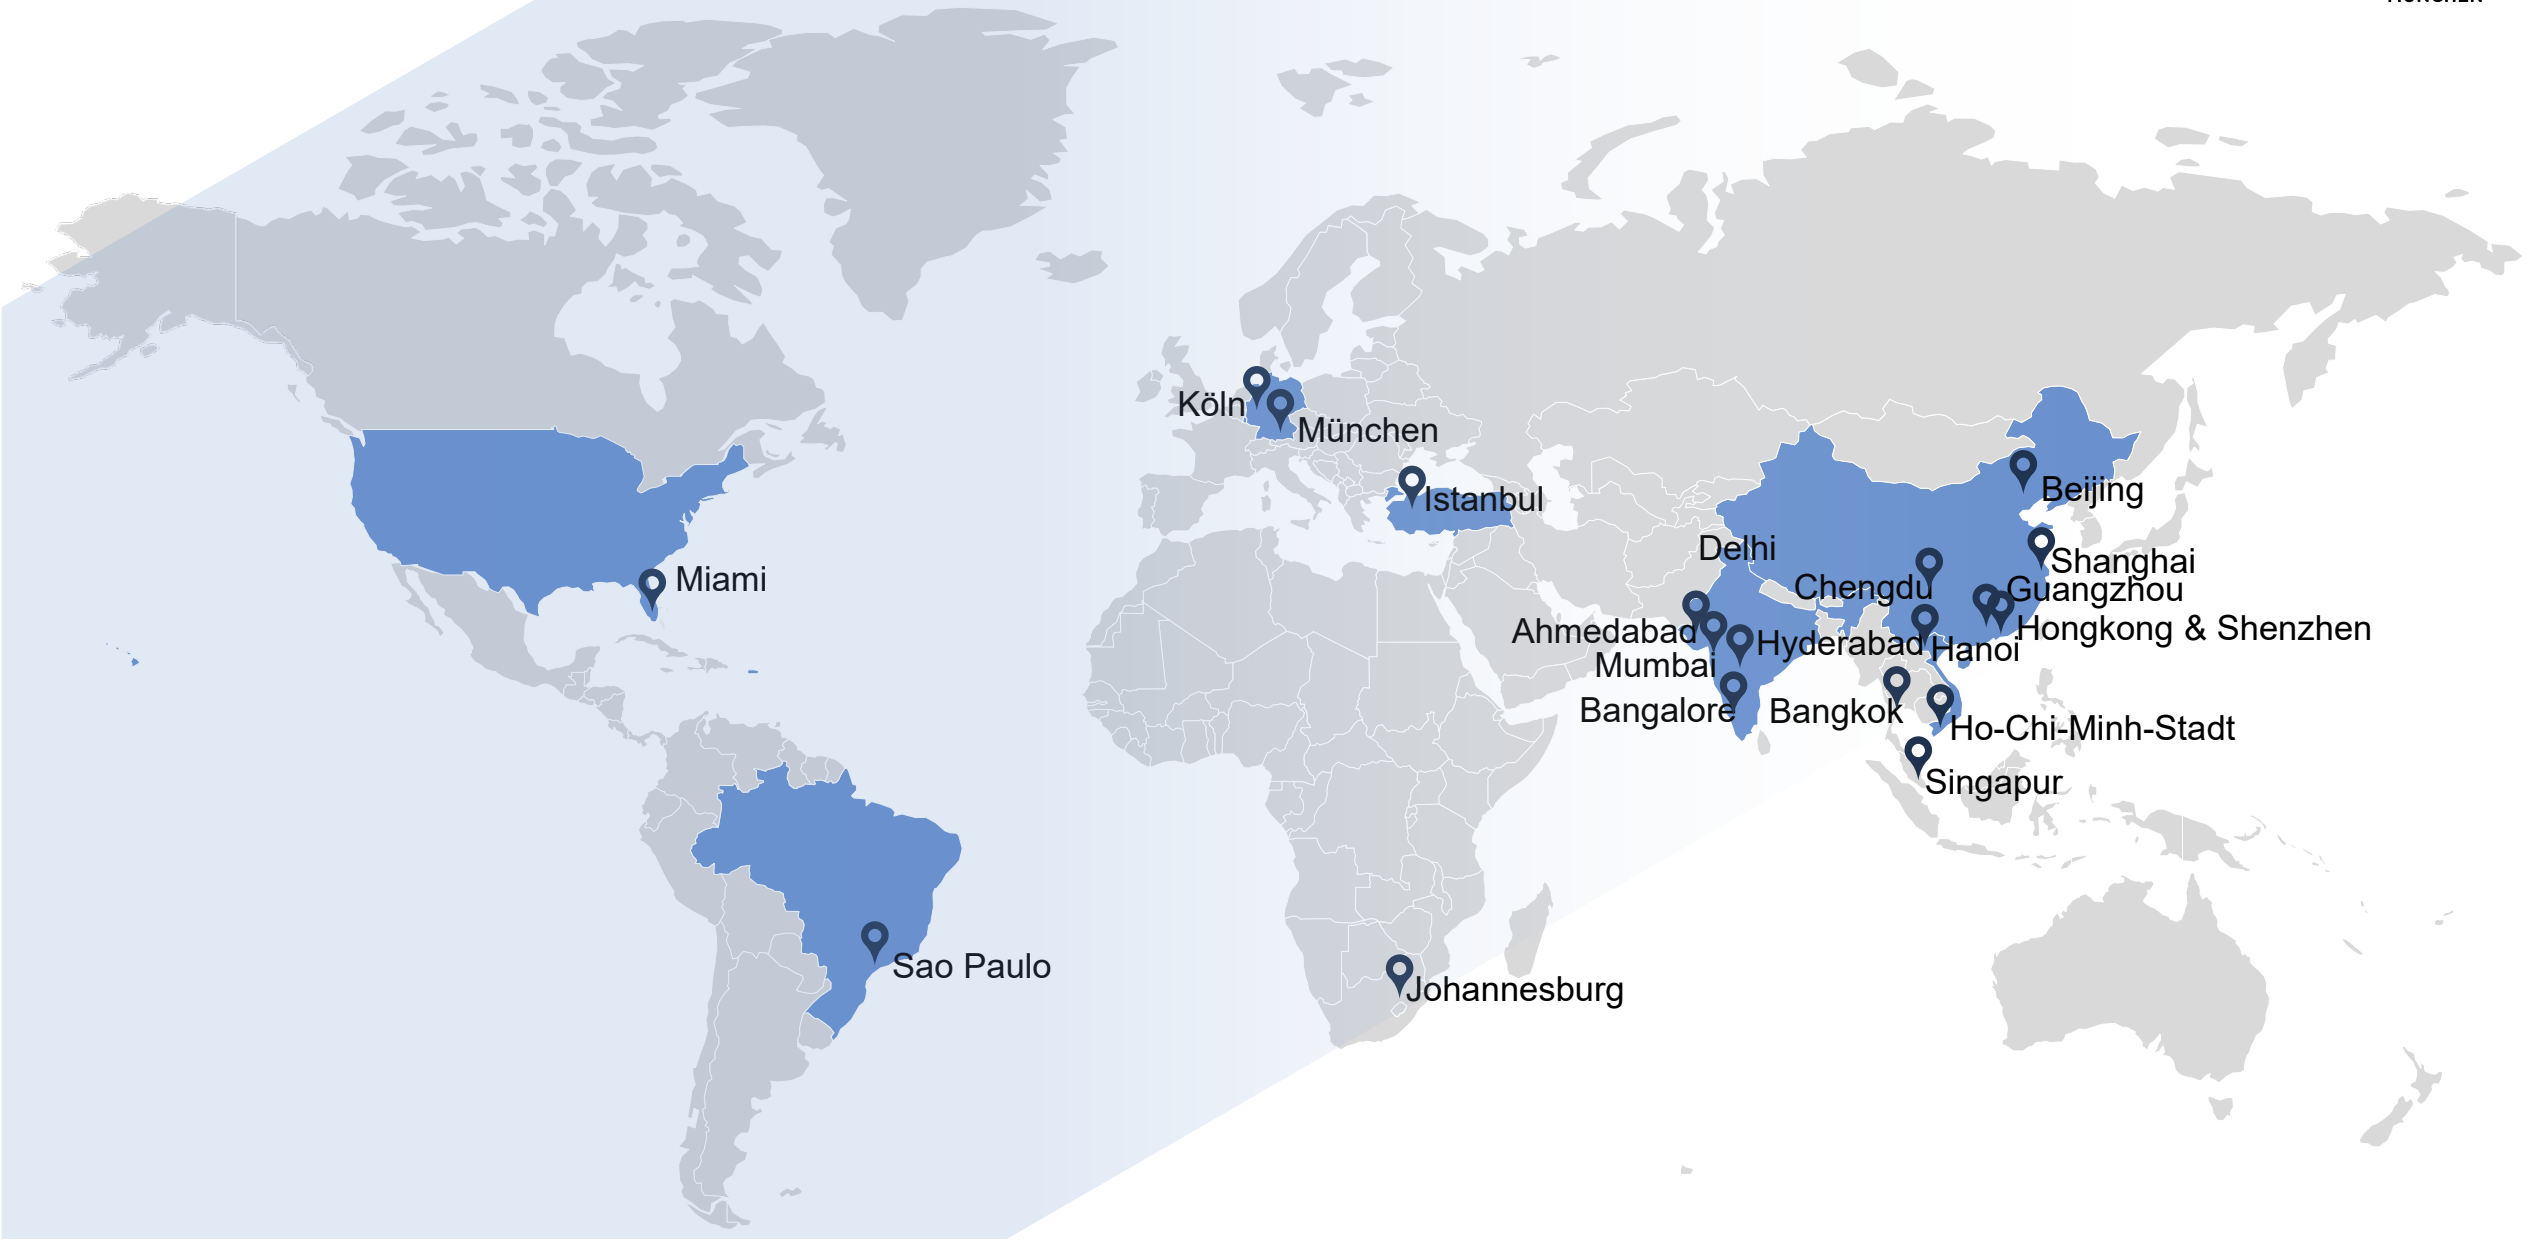 Köln
München
Istanbul
Beijing
Delhi
Shanghai
Miami
Chengdu
Guangzhou
Ahmedabad
Hongkong & Shenzhen
Hyderabad
Hanoi
Mumbai
Bangalore
Bangkok
Ho-Chi-Minh-Stadt
Singapur
Sao Paulo
Johannesburg